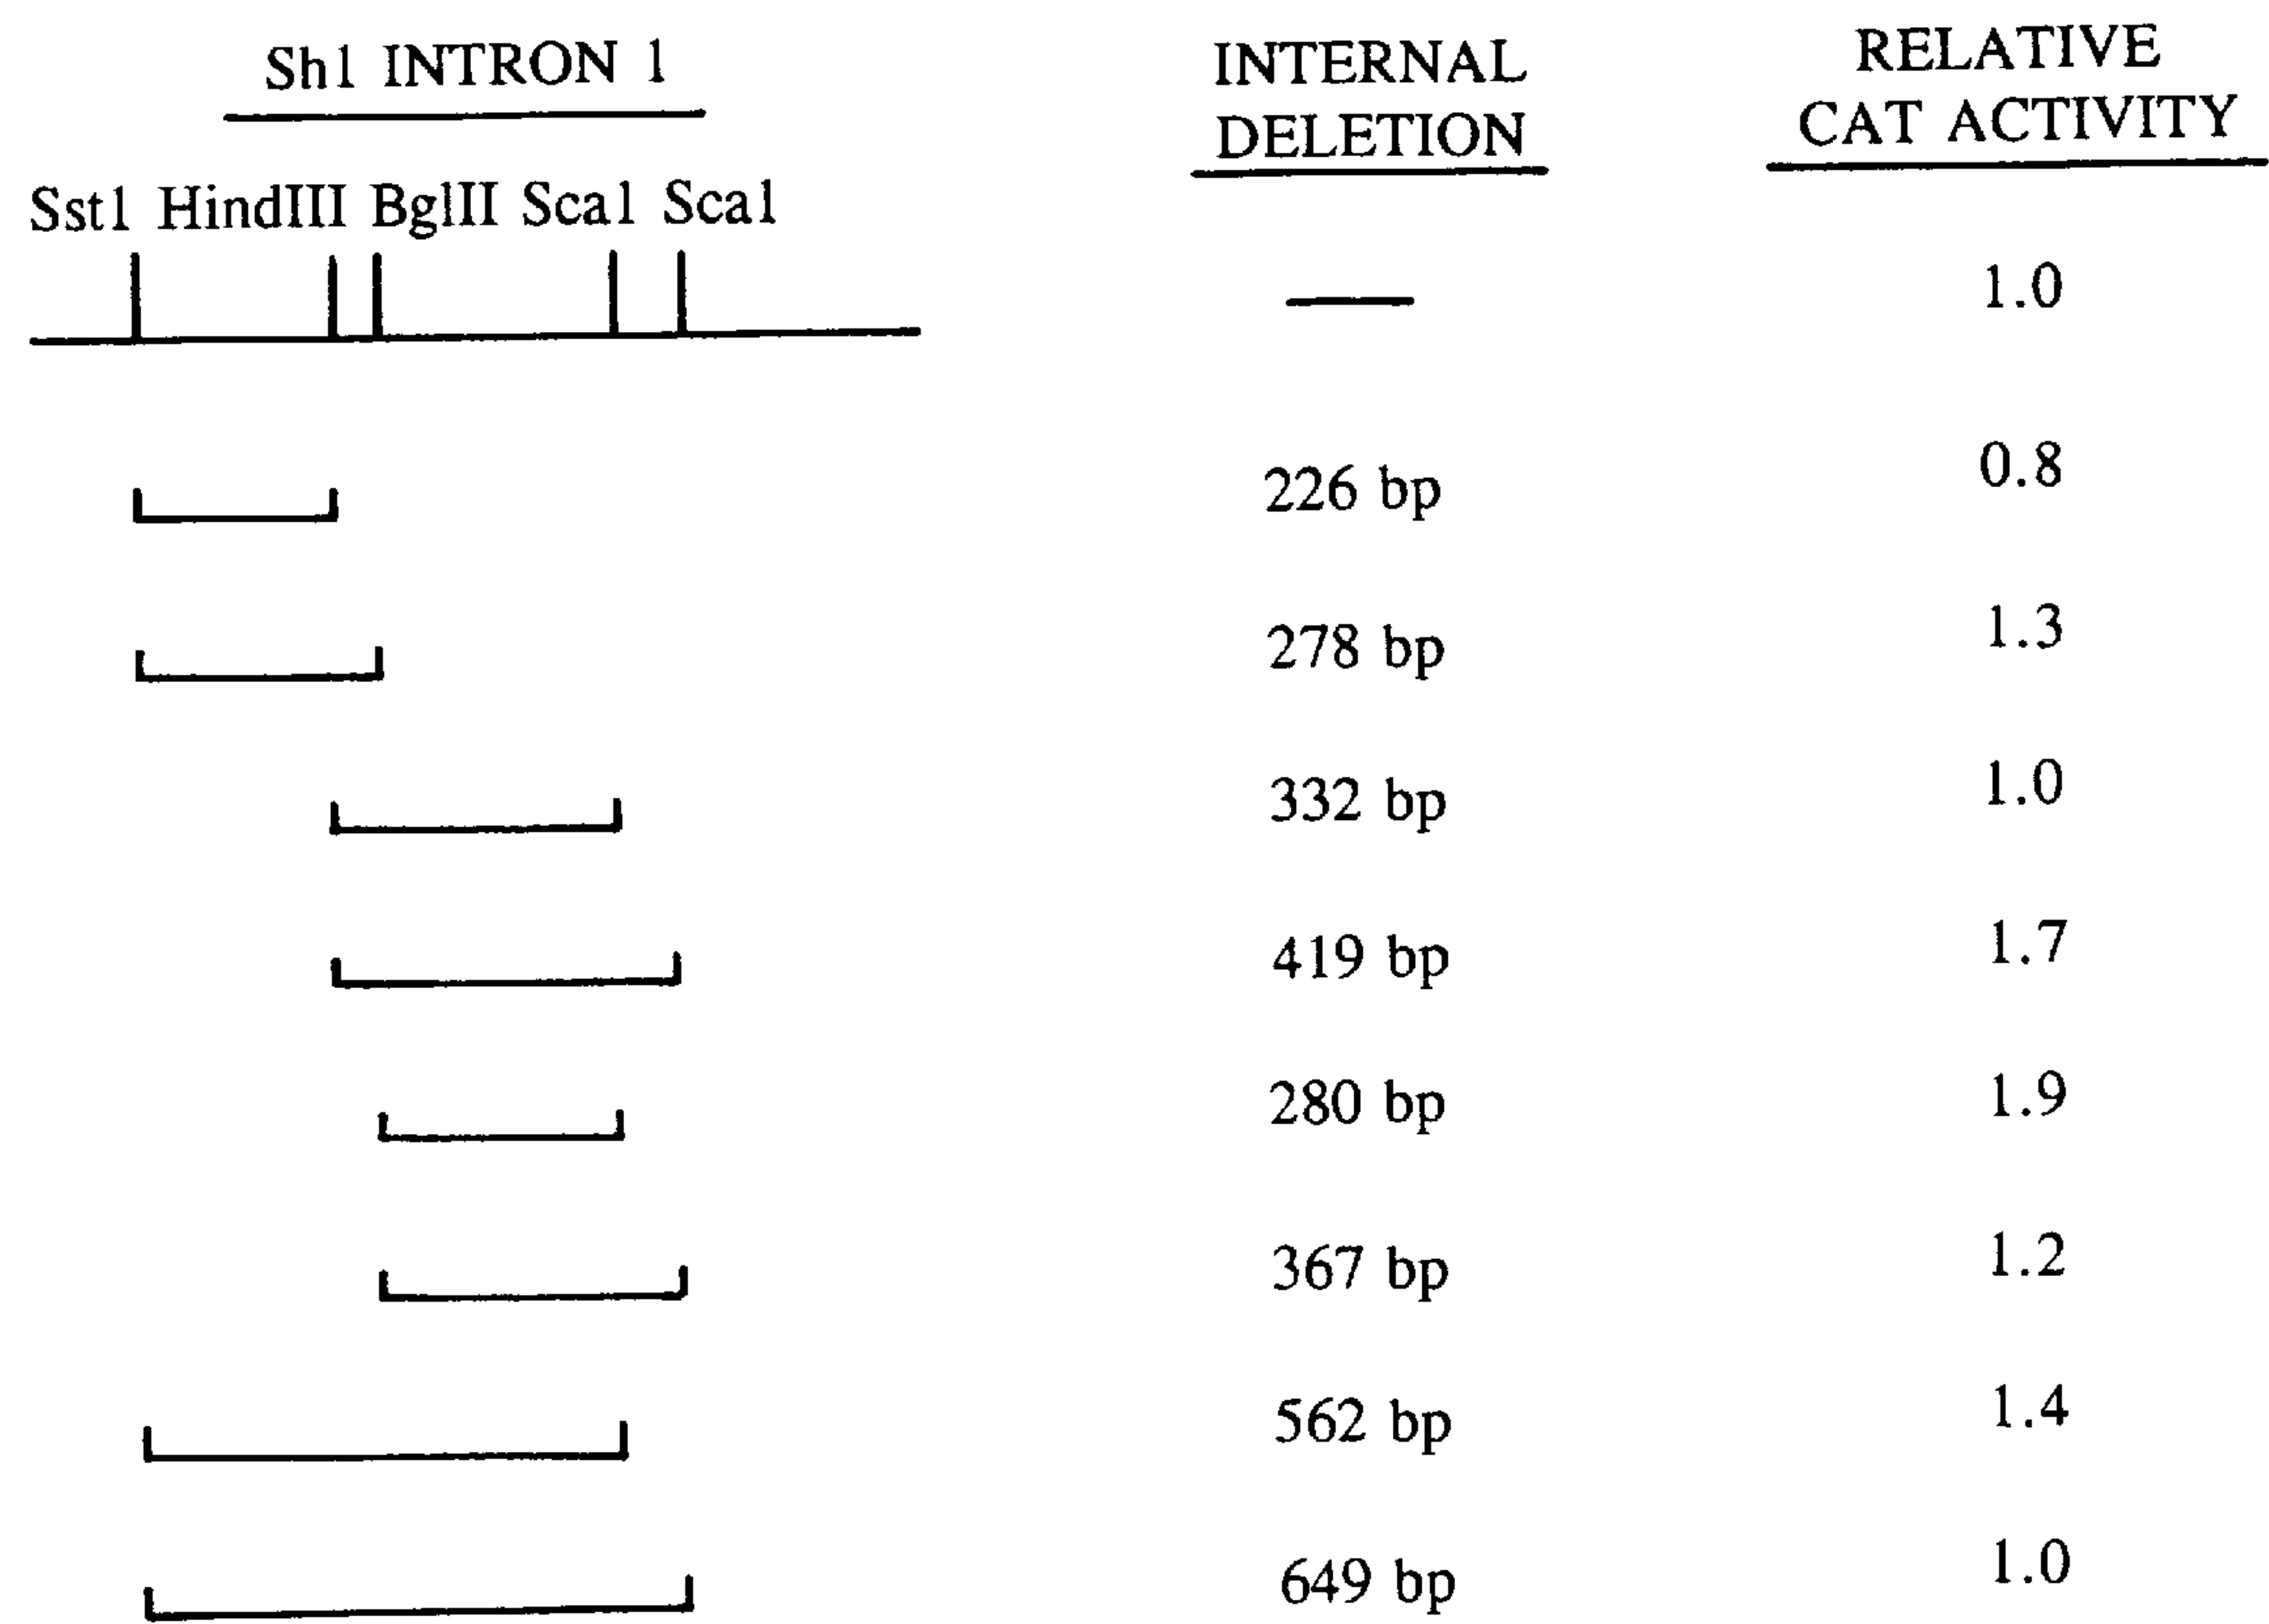 Sh1 INTRON 1
INTERNAL
DELETION
RELATIVE
CAT ACTIVITY
Sst1 HindIII BglII Sca1 Sca1
1.0
226 bp 0.8
278 bp 1.3
332 bp 1.0
419 bp 1.7
280 bp 1.9
367 bp 1.2
562 bp 1.4
649 bp 1.0